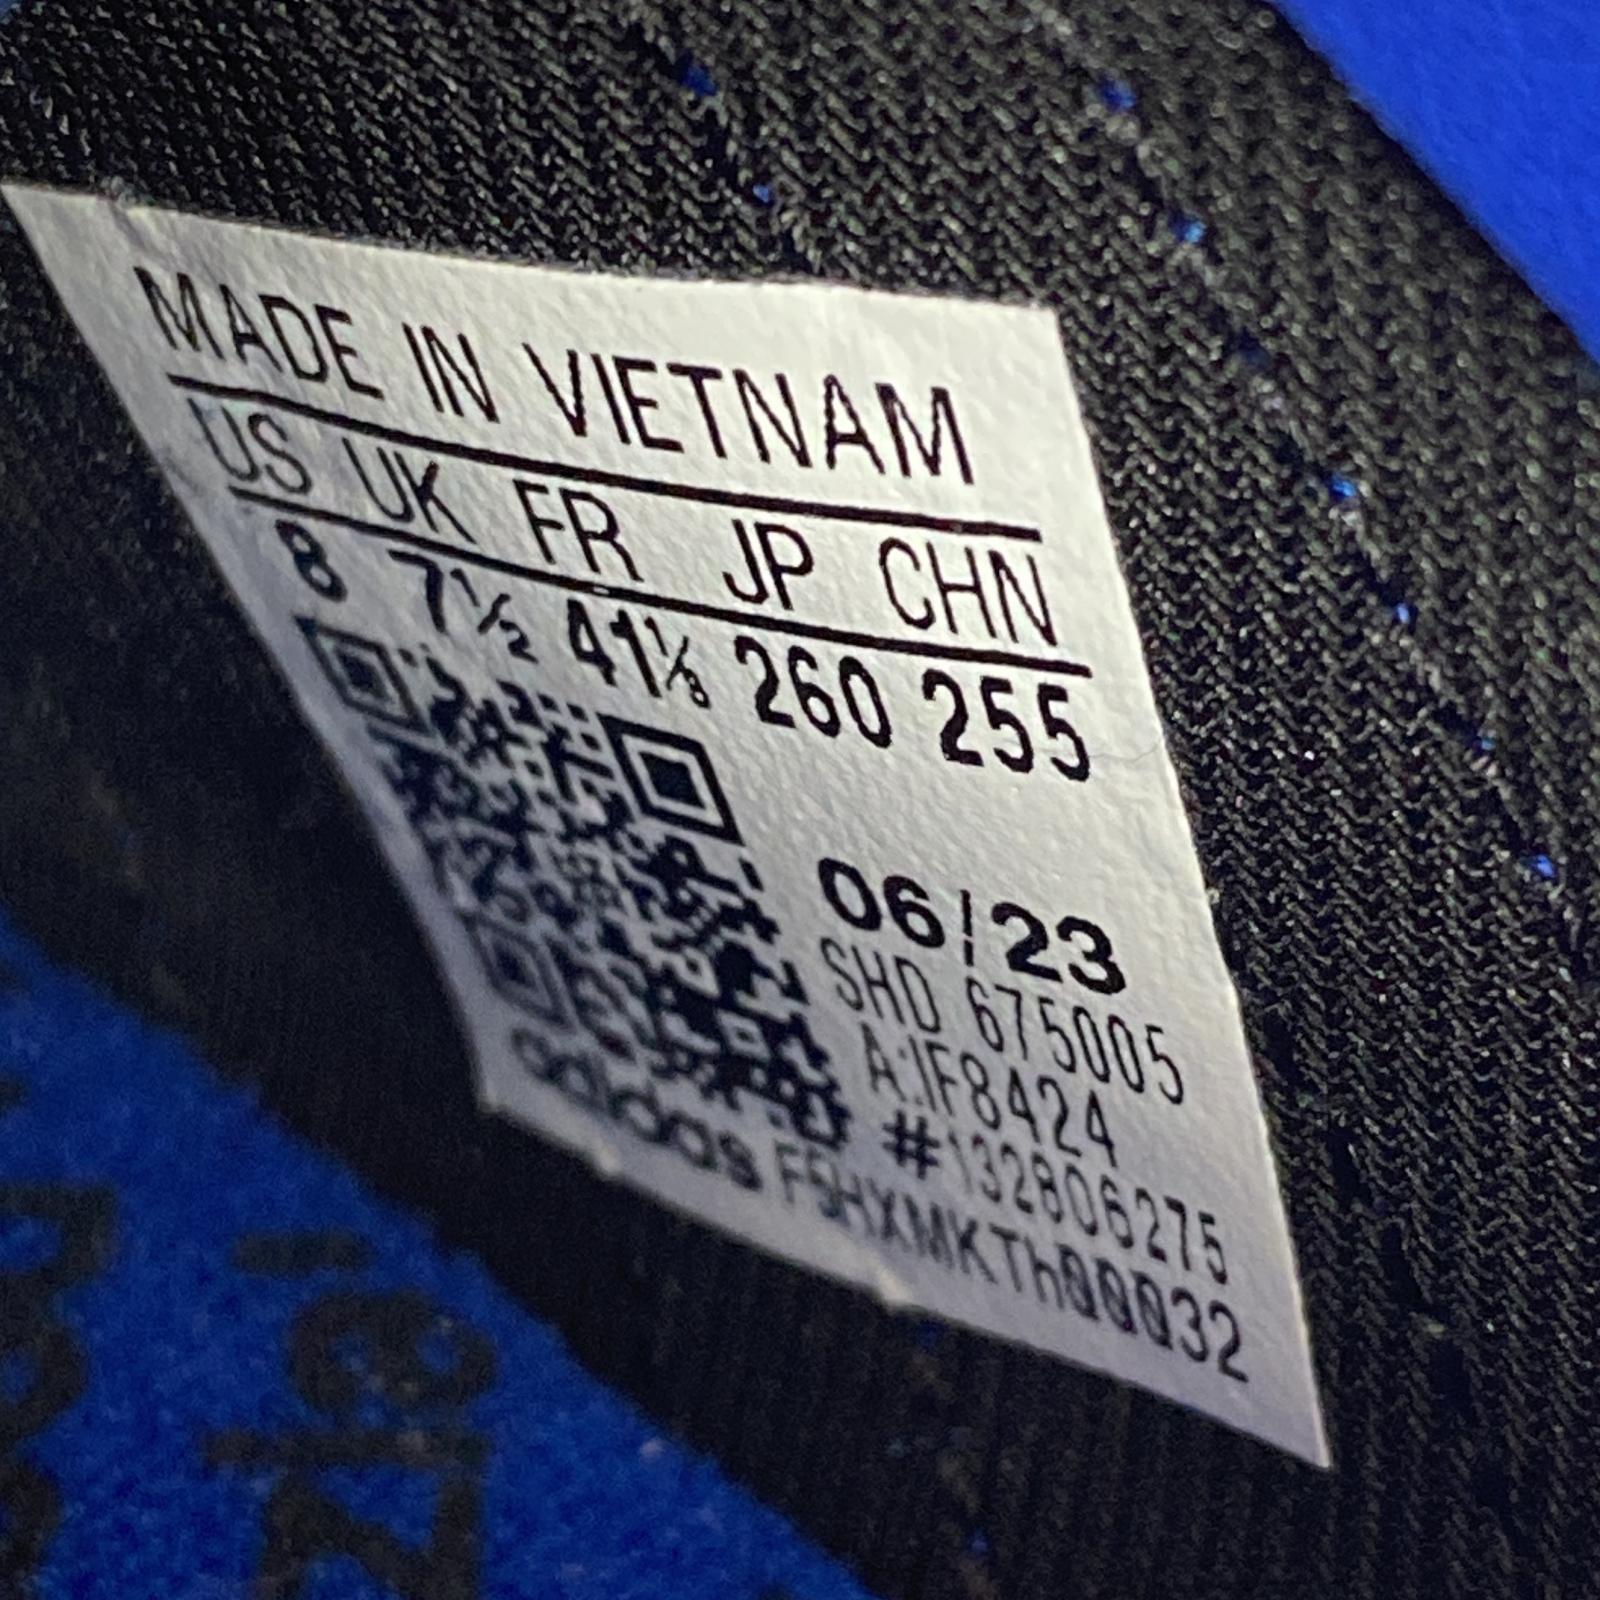 MADE IN VIETNAM
US UK FR JP CHN
8 7½ 41⅓ 260 255
06/23
SHD 675005
A:IF8424
#132806275
adidas F5HXMKTh00032